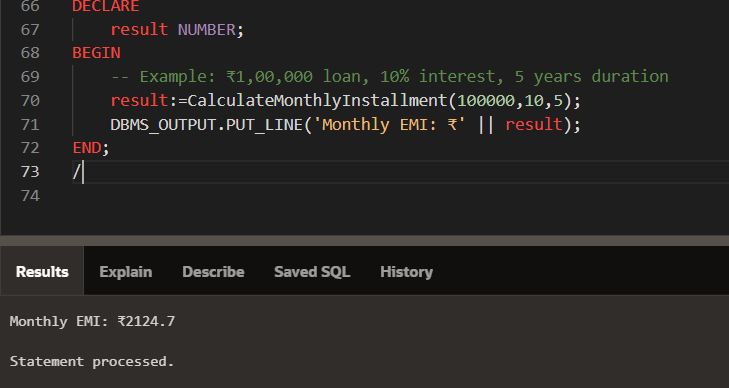 66 DECLARE
67 result NUMBER;
68 BEGIN
69 -- Example: ₹1,00,000 loan, 10% interest, 5 years duration
70 result:=CalculateMonthlyInstallment(100000,10,5);
71 DBMS_OUTPUT.PUT_LINE('Monthly EMI: ₹' || result);
72 END;
73 /
74
Results Explain Describe Saved SQL History
Monthly EMI: ₹2124.7
Statement processed.